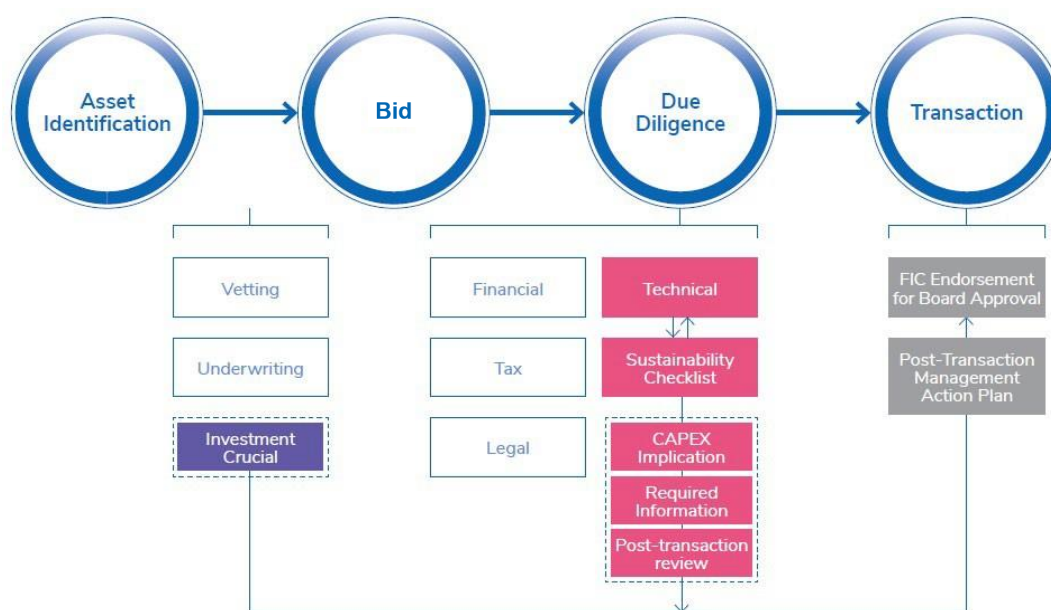 Asset
Identification
Bid
Due
Diligence
Transaction
Vetting
Underwriting
Investment
Crucial
Financial
Tax
Legal
Technical
Sustainability
Checklist
CAPEX
Implication
Required
Information
Post-transaction
review
FIC Endorsement
for Board Approval
Post-Transaction
Management
Action Plan